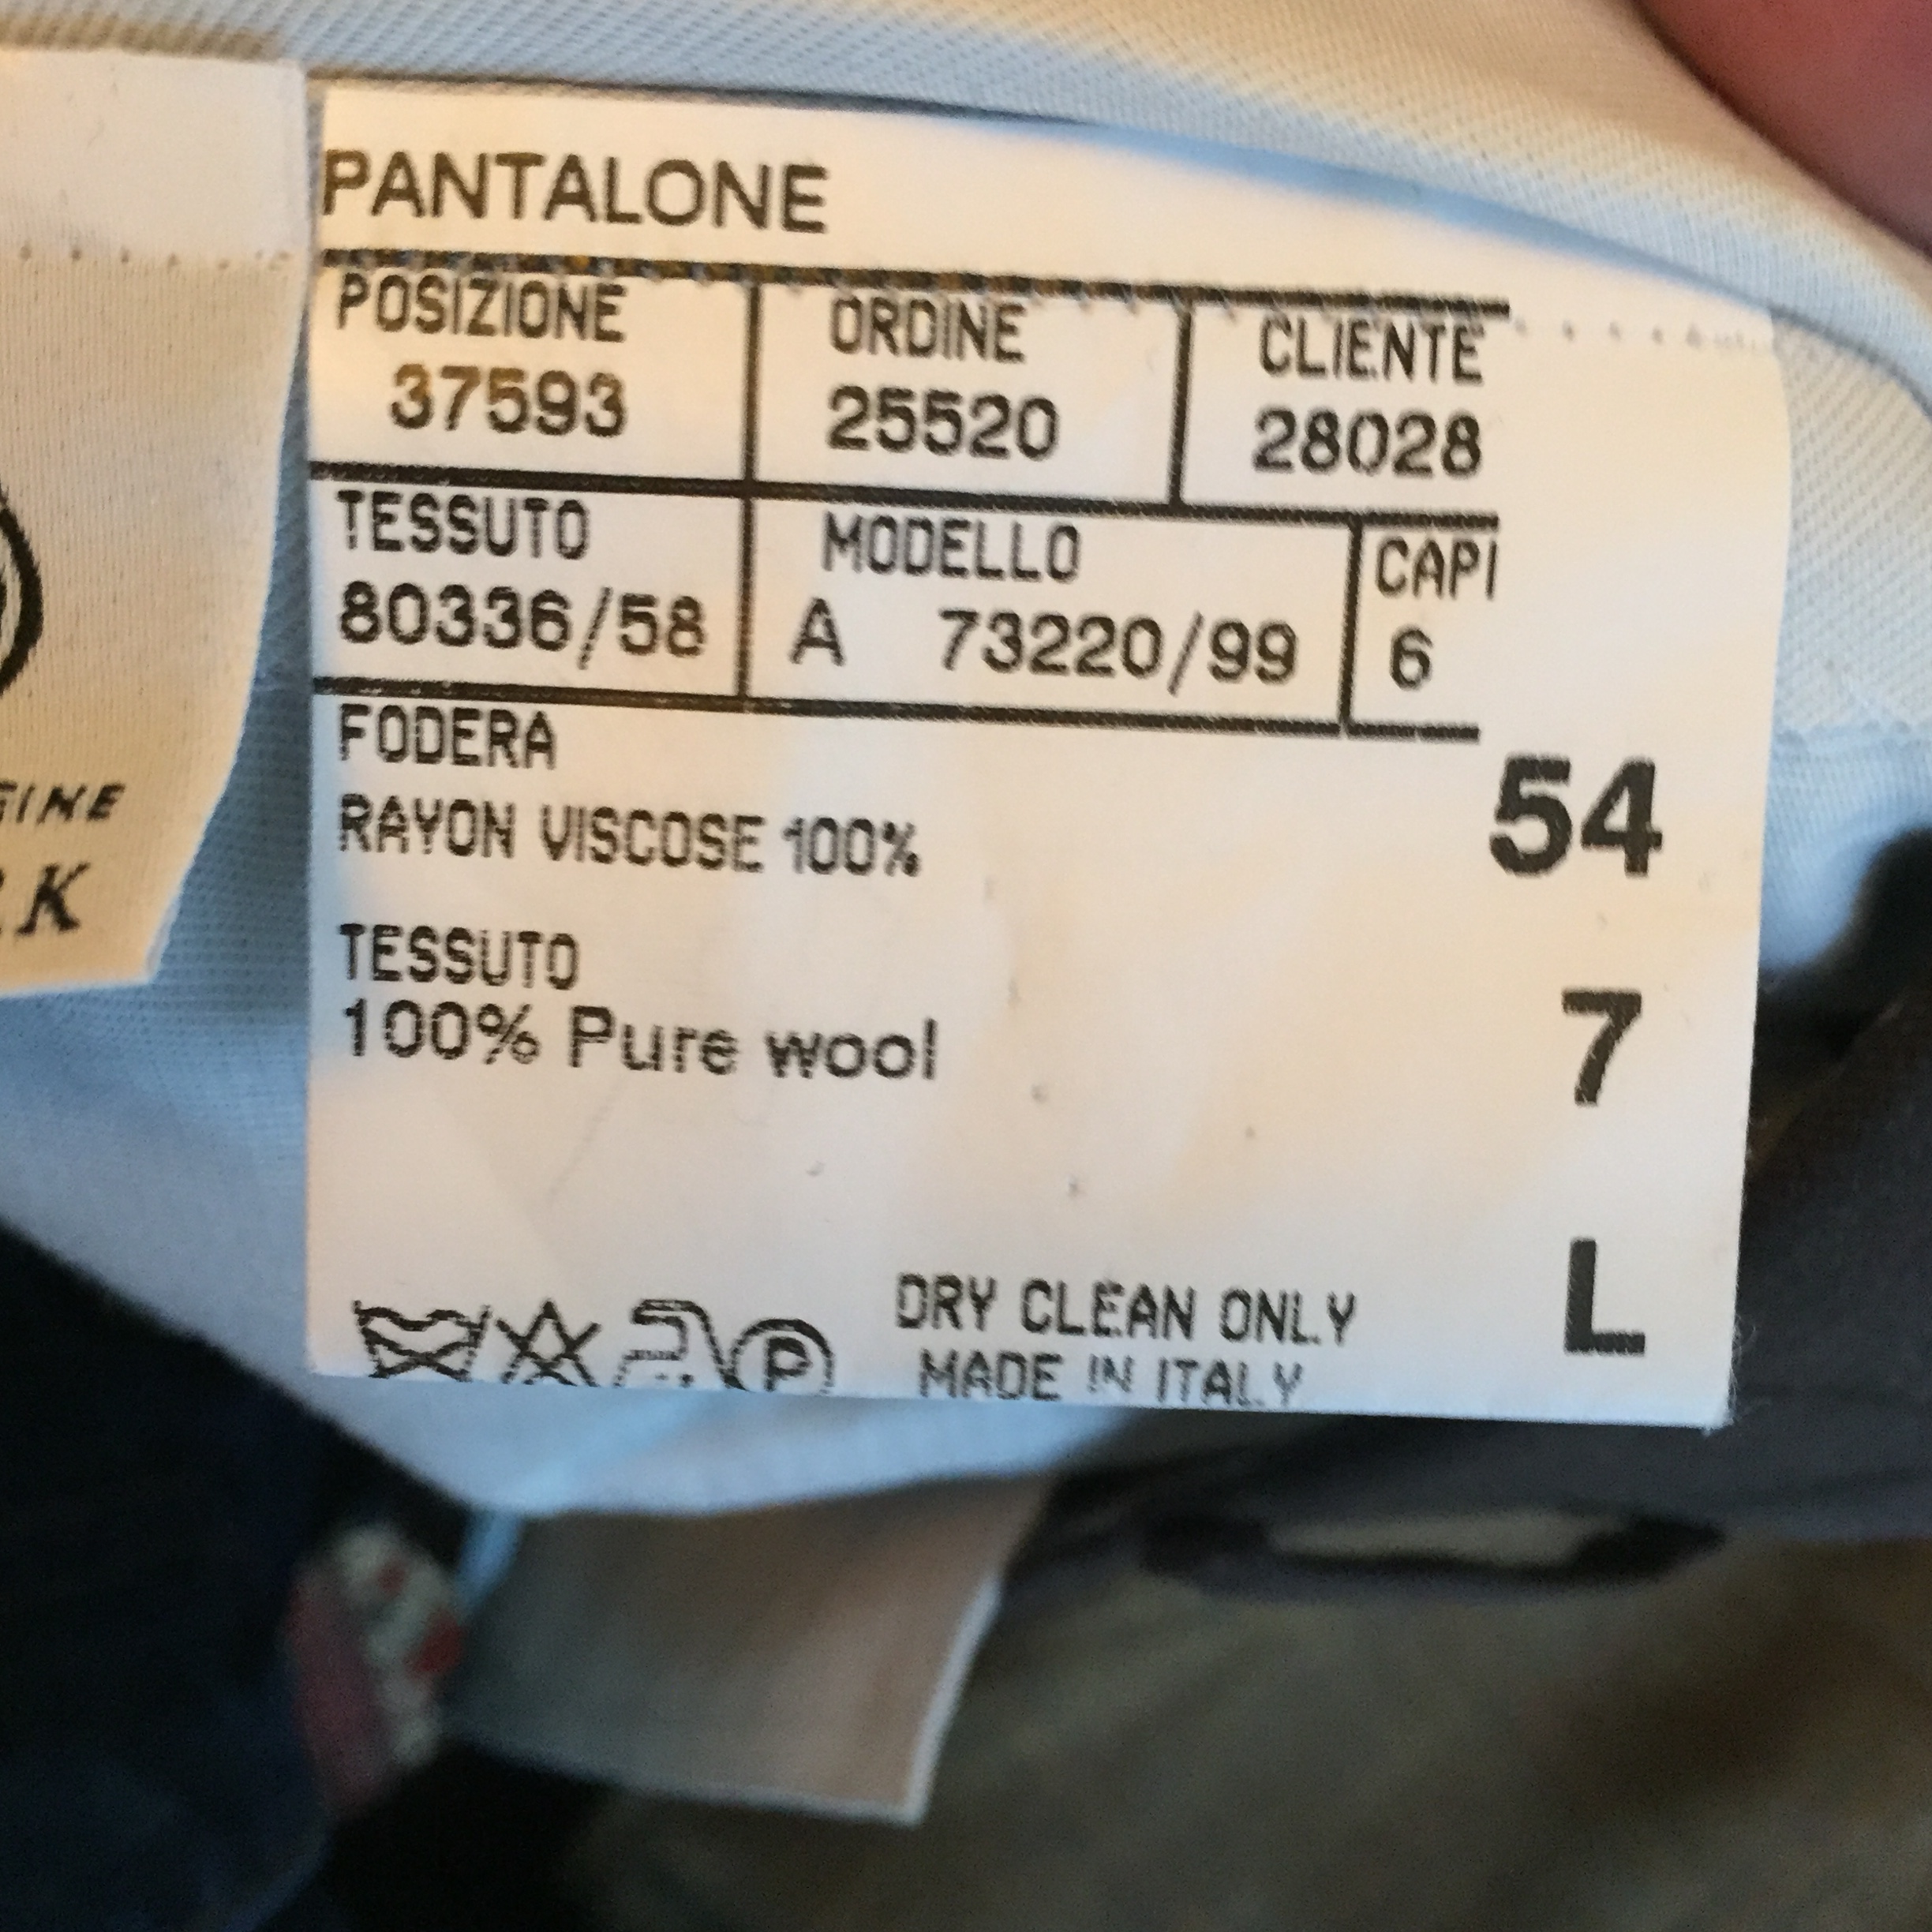 PANTALONE
POSIZIONE ORDINE CLIENTE
37593 25520 28028
TESSUTO MODELLO CAPI
80336/58 A 73220/99 6
FODERA
RAYON VISCOSE 100%
54
TESSUTO
100% Pure wool
7
L
P
DRY CLEAN ONLY
MADE IN ITALY